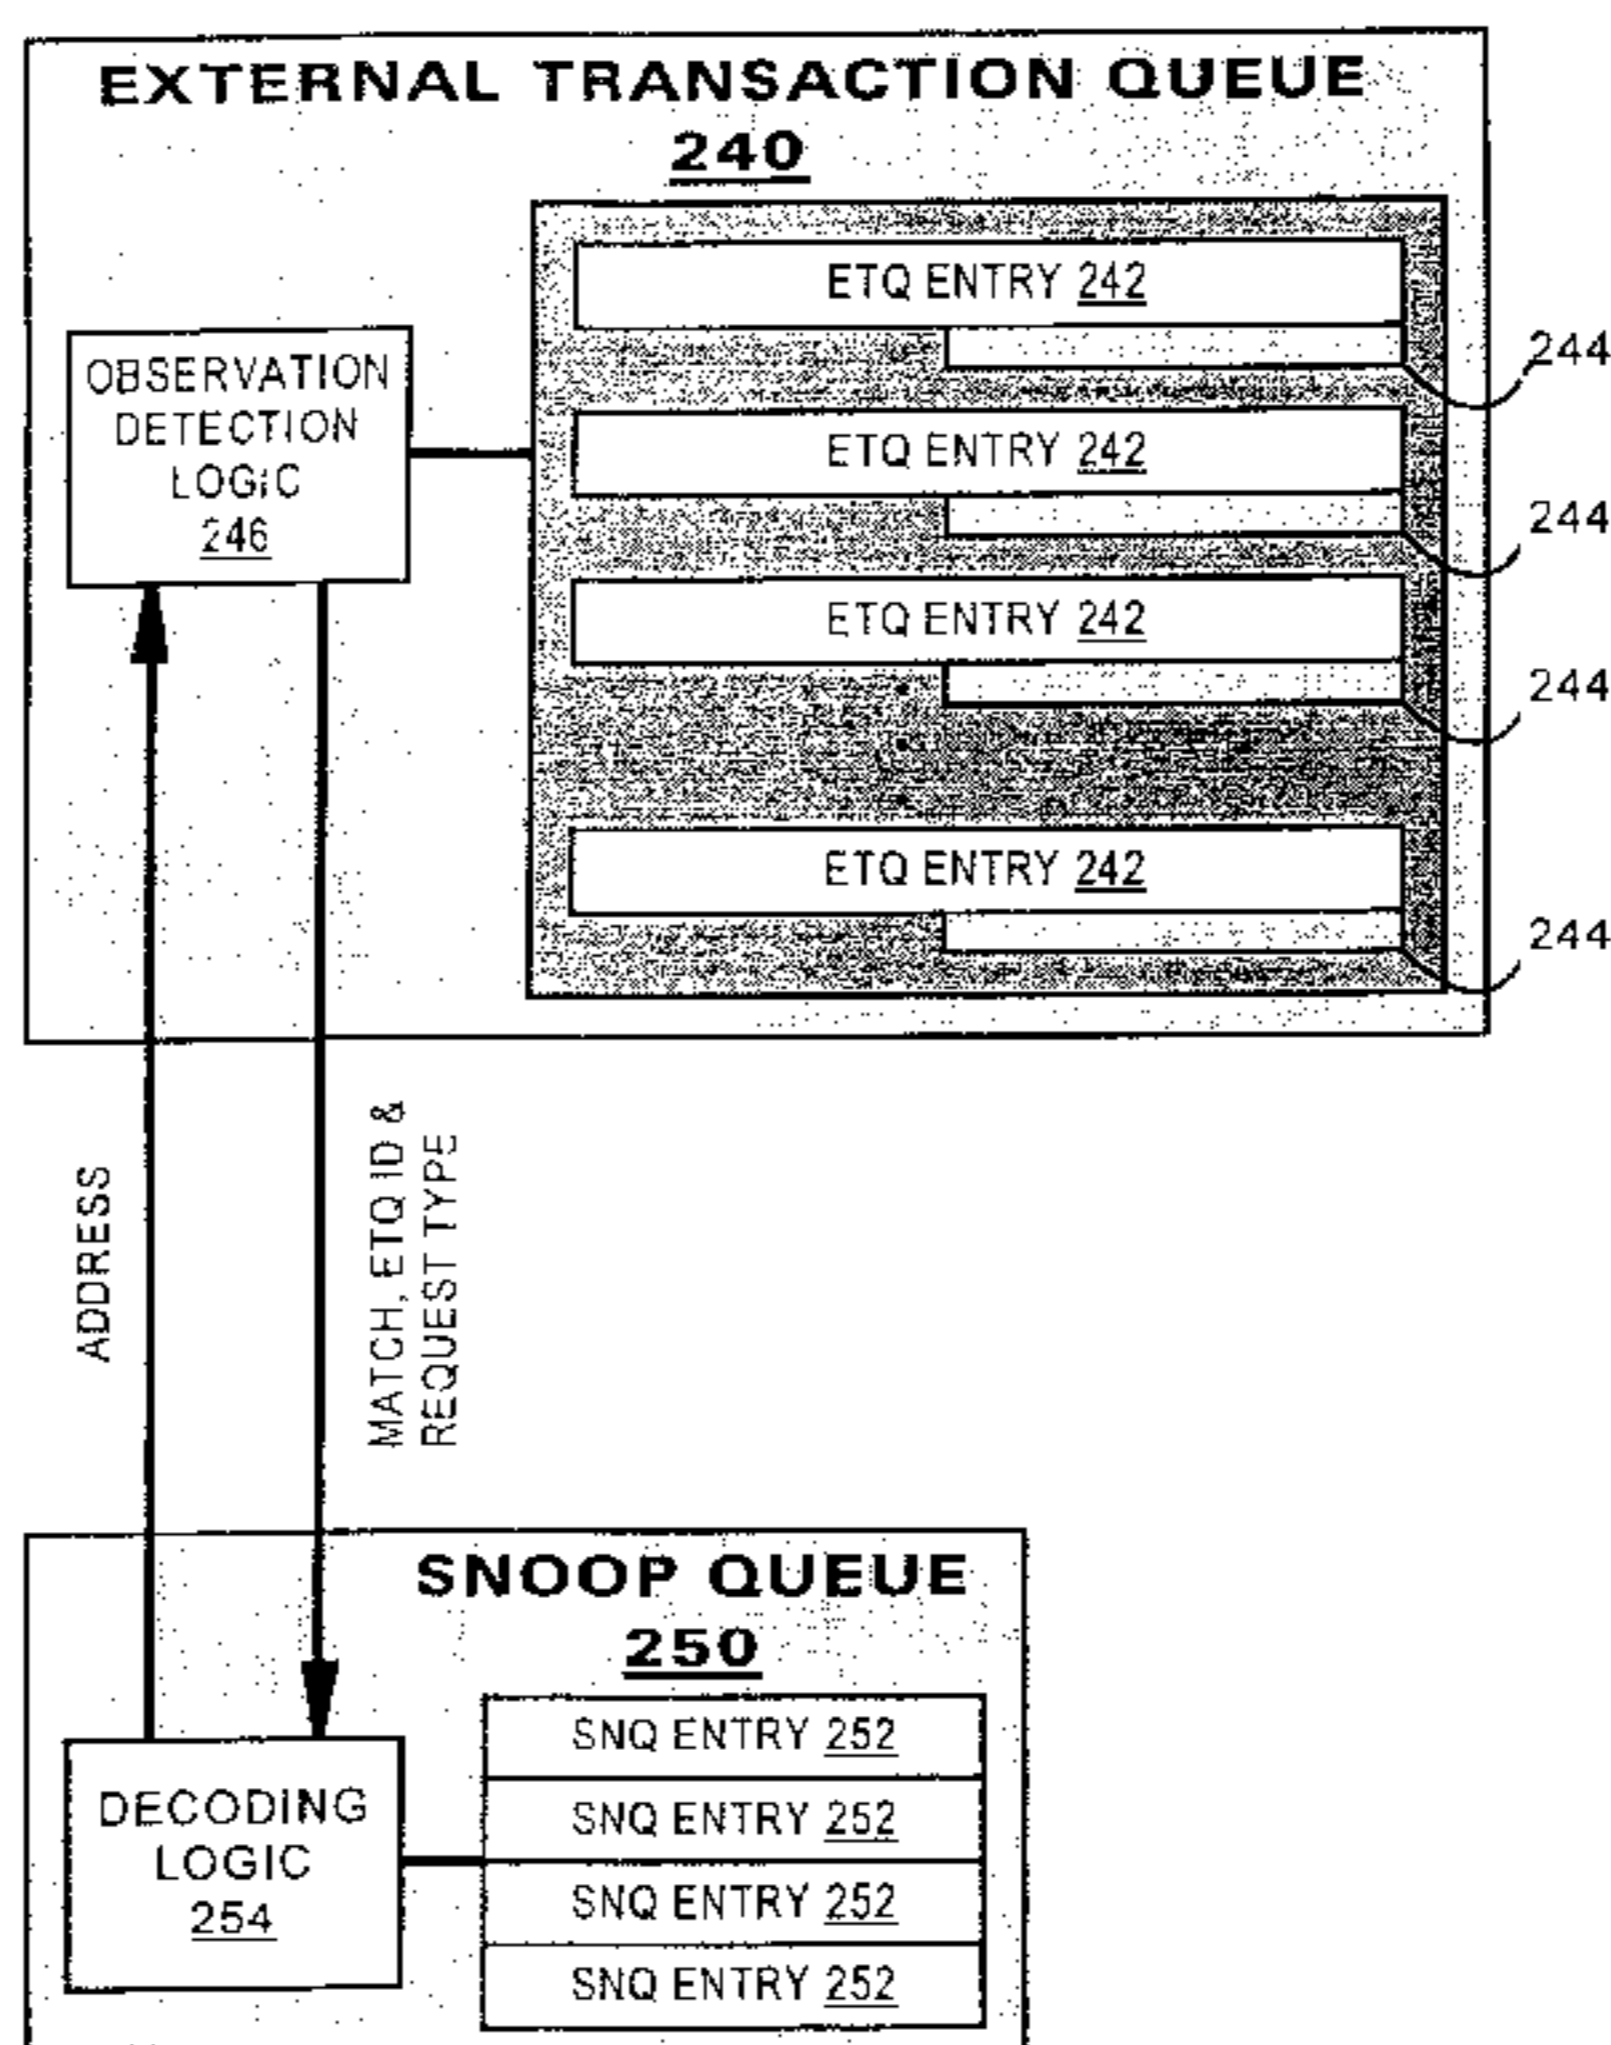 EXTERNAL TRANSACTION QUEUE
240
ETQ ENTRY 242
244
OBSERVATION
DETECTION
LOGIC
246
ETQ ENTRY 242
244
ETQ ENTRY 242
244
ETQ ENTRY 242
244
ADDRESS
MATCH, ETQ ID &
REQUEST TYPE
SNOOP QUEUE
250
DECODING
LOGIC
254
SNQ ENTRY 252
SNQ ENTRY 252
SNQ ENTRY 252
SNQ ENTRY 252